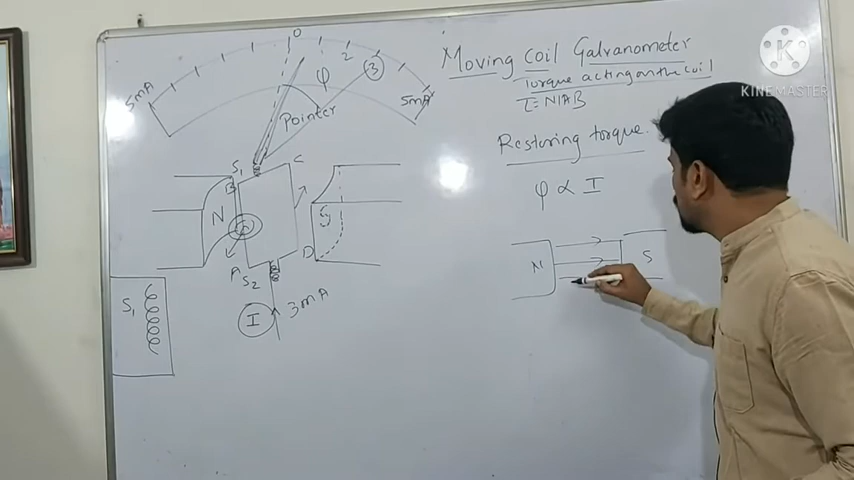 Moving coil Galvanometer
Torque acting on the coil
τ=NIAB
Restoring torque
φ ∝ I
N
S
0
2
3
φ
5mA
5mA
Pointer
S1
B
C
N
S
A
D
S2
I
3mA
S1
K
KINEMASTER